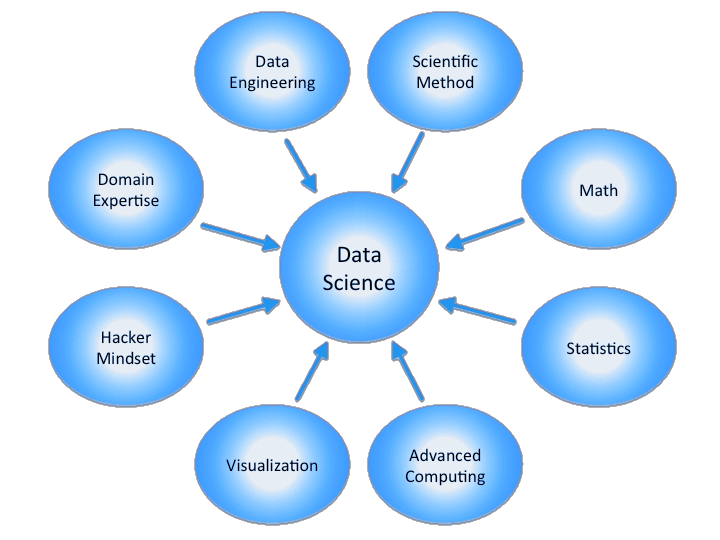 Data
Engineering
Scientific
Method
Domain
Expertise
Math
Data
Science
Hacker
Mindset
Statistics
Visualization
Advanced
Computing